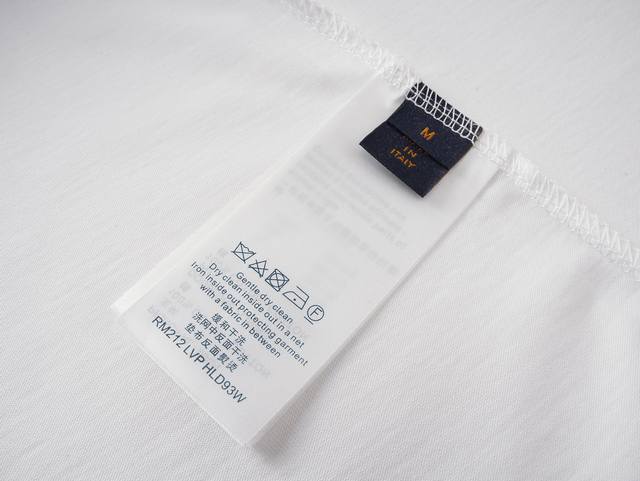 M
IN
ITALY
Gentle dry clean
Dry clean inside out in a net
Iron inside out protecting garment
with a fabric in between
缓和干洗
洗网中反面干洗
垫布反面熨烫
RM212 LVP HLD93W